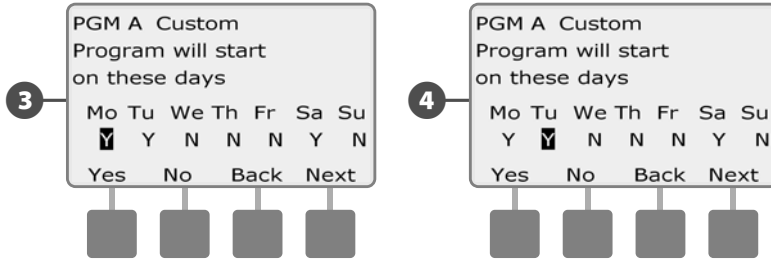 3
PGM A Custom
Program will start
on these days
Mo Tu We Th Fr Sa Su
Y Y N N N Y N
Yes No Back Next
4
PGM A Custom
Program will start
on these days
Mo Tu We Th Fr Sa Su
Y Y N N N Y N
Yes No Back Next